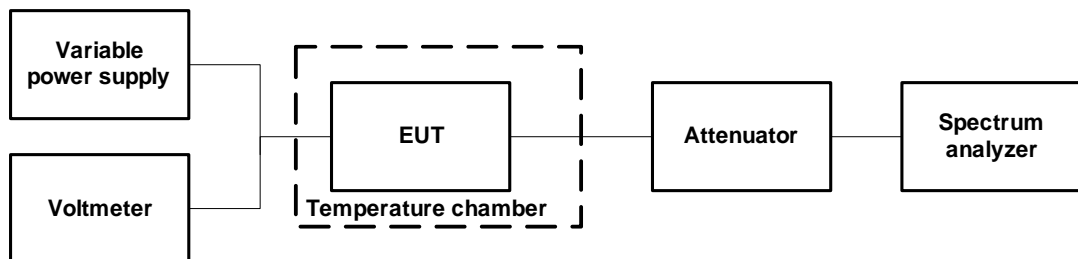 Variable
power supply
Voltmeter
EUT
Temperature chamber
Attenuator
Spectrum
analyzer